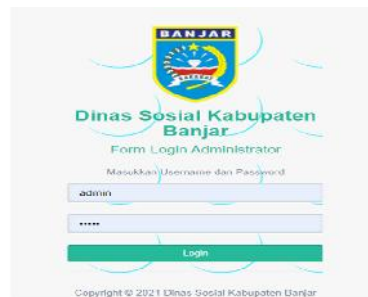 BANJAR
Dinas Sosial Kabupaten
Banjar
Form Login Administrator
Masukkan Username dan Password
admin
•••••
Login
Copyright © 2021 Dinas Sosial Kabupaten Banjar